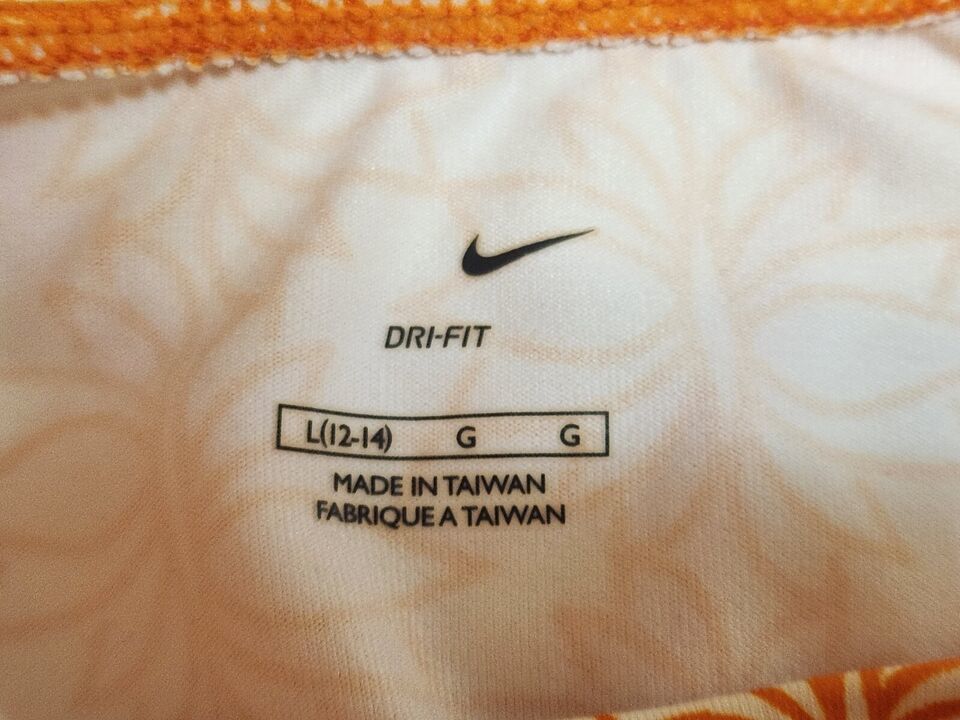 DRI-FIT
L(12-14) G G
MADE IN TAIWAN
FABRIQUE A TAIWAN